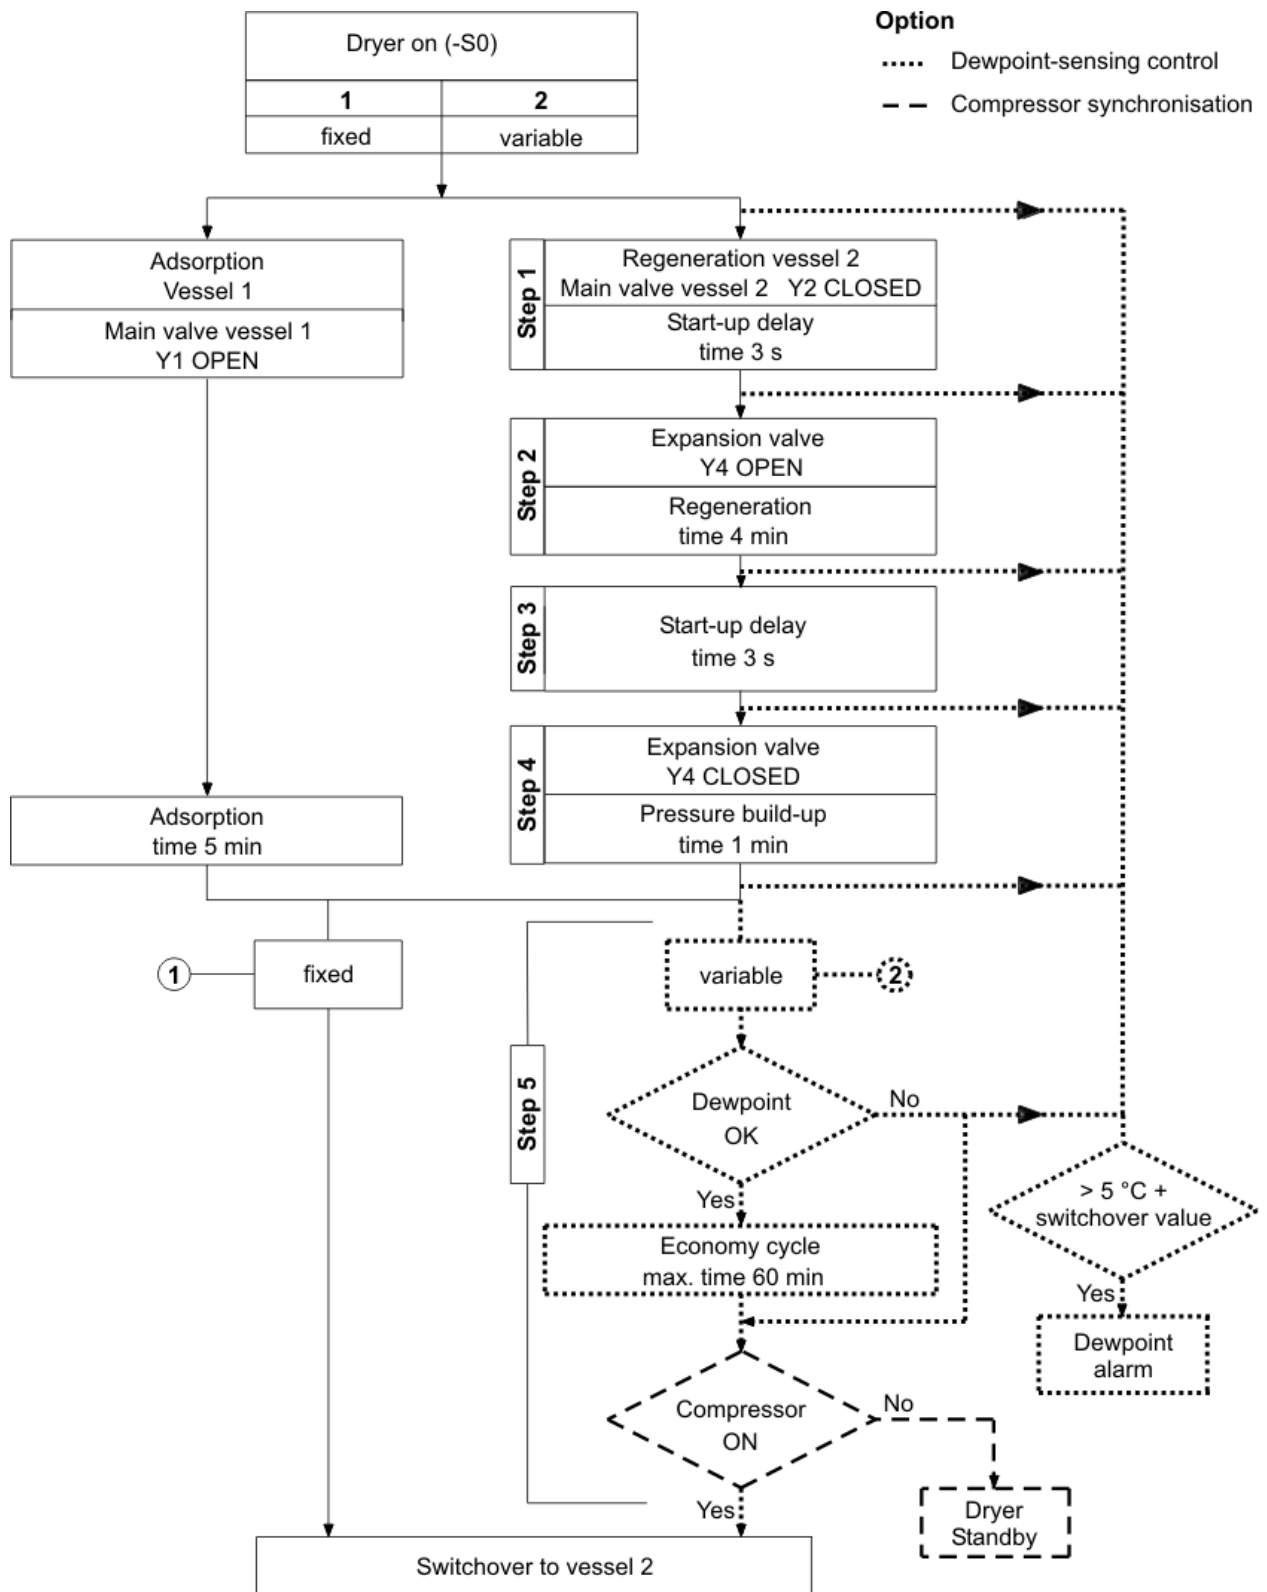 Dryer on (-S0)
1 2
fixed variable
Option
Dewpoint-sensing control
Compressor synchronisation
Adsorption
Vessel 1
Main valve vessel 1
Y1 OPEN
Step 1
Regeneration vessel 2
Main valve vessel 2 Y2 CLOSED
Start-up delay
time 3 s
Step 2
Expansion valve
Y4 OPEN
Regeneration
time 4 min
Step 3
Start-up delay
time 3 s
Step 4
Expansion valve
Y4 CLOSED
Pressure build-up
time 1 min
Adsorption
time 5 min
1
fixed
variable
2
Step 5
Dewpoint
OK
No
Yes
> 5 °C +
switchover value
Yes
Dewpoint
alarm
Economy cycle
max. time 60 min
Compressor
ON
No
Yes
Dryer
Standby
Switchover to vessel 2